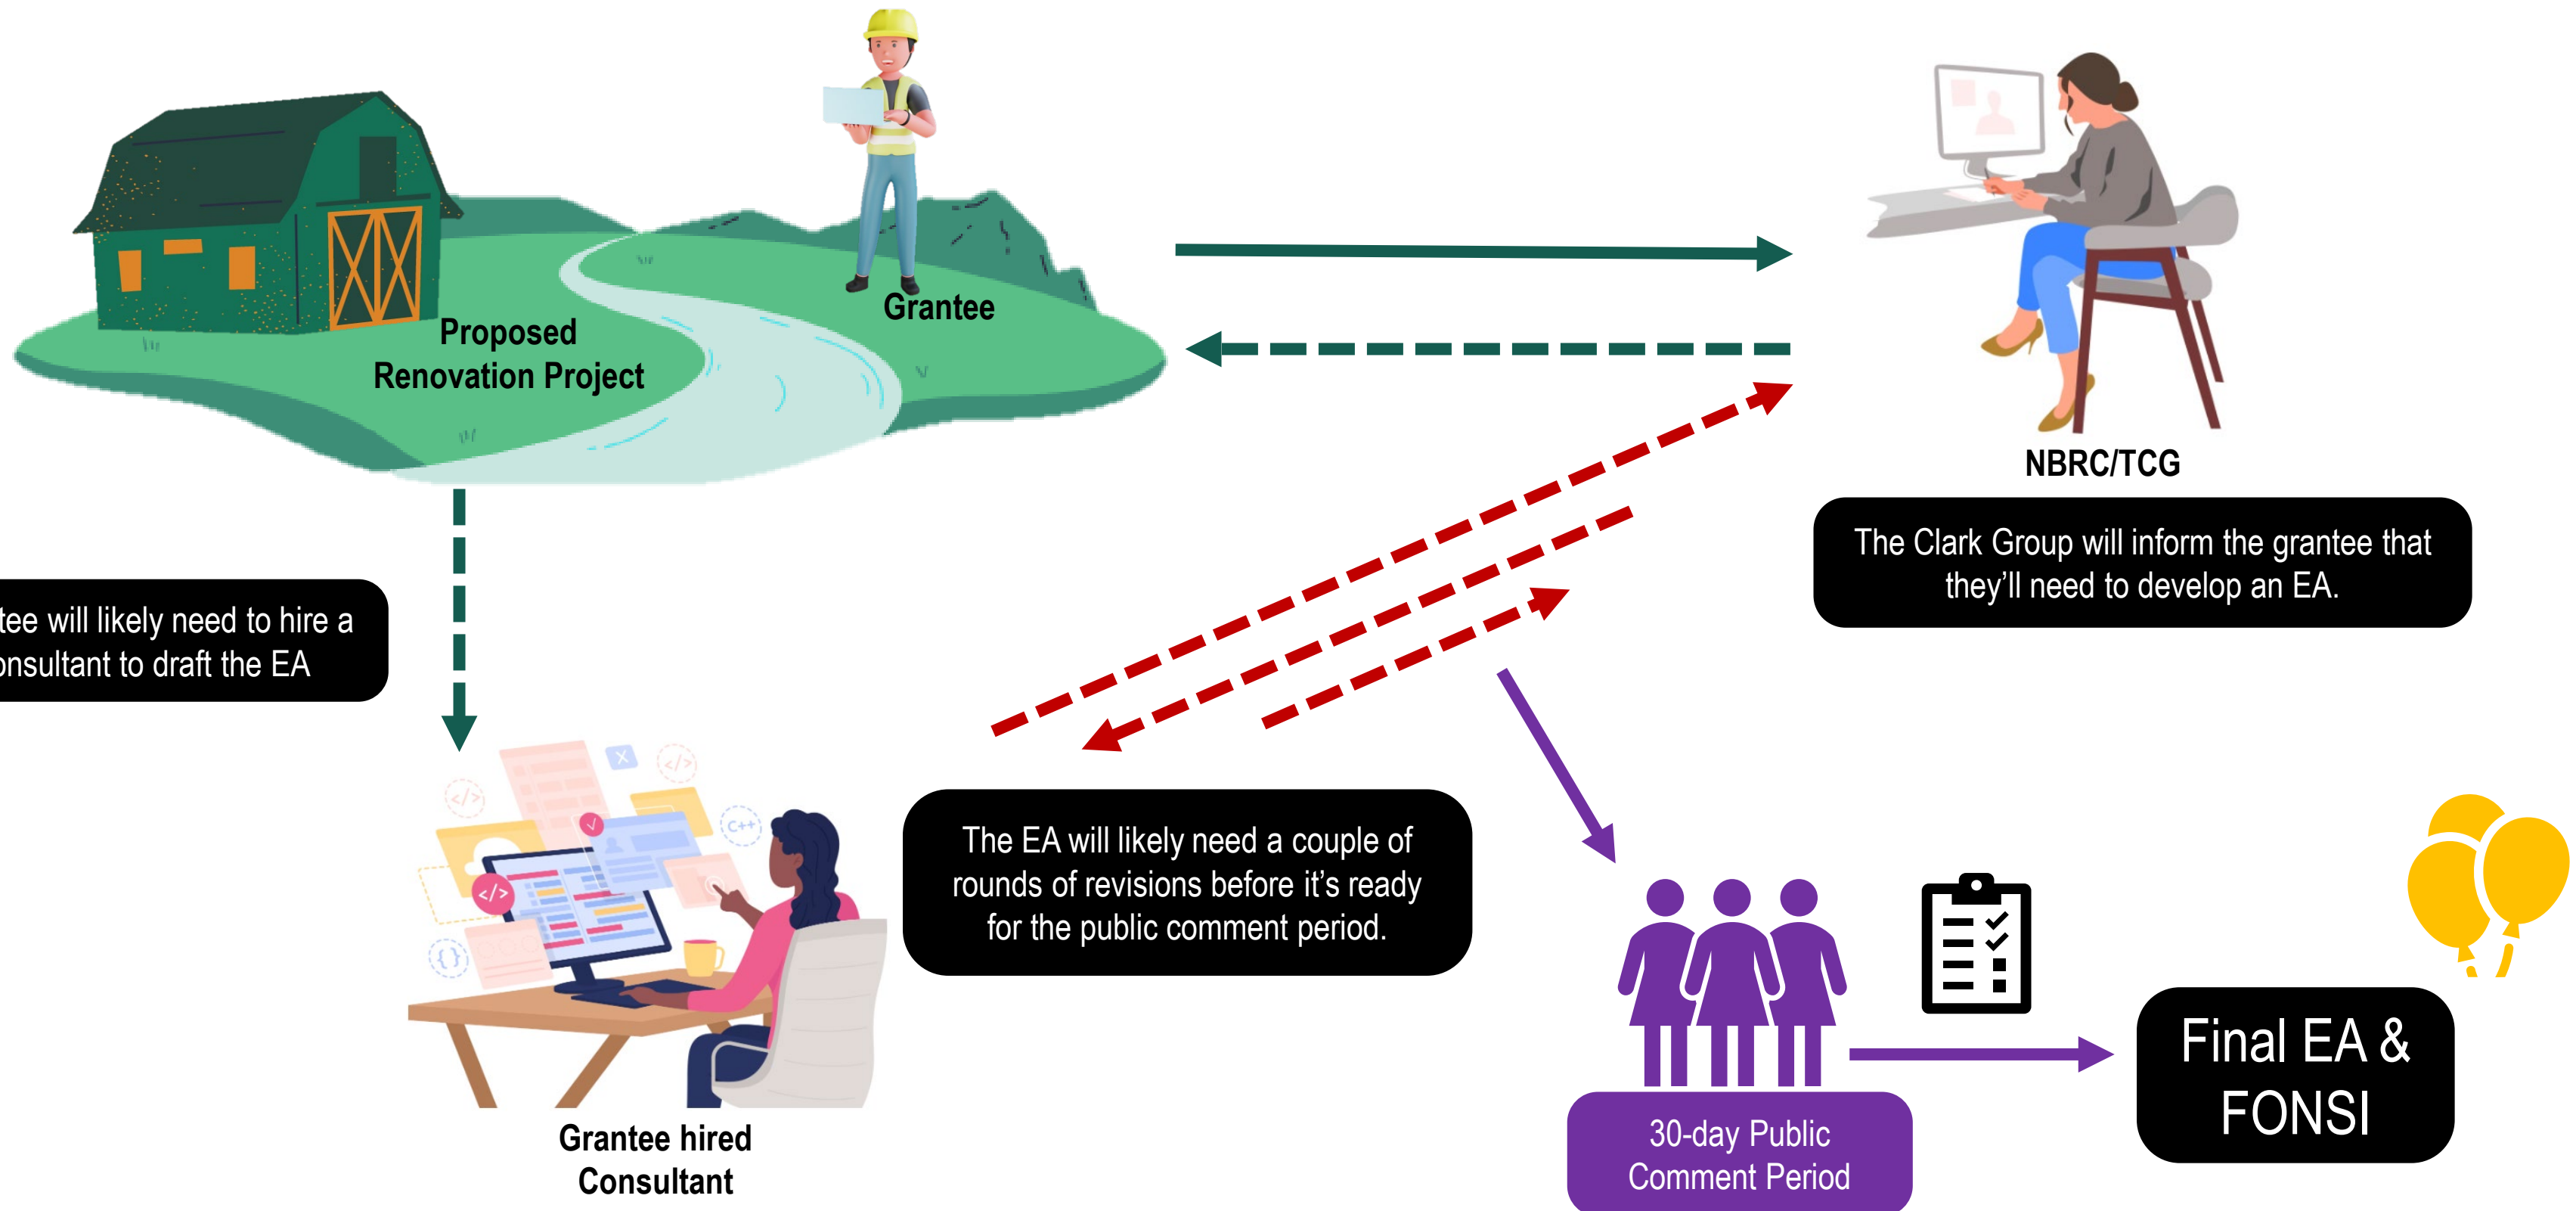 Grantee
Proposed
Renovation Project
NBRC/TCG
The Clark Group will inform the grantee that
they'll need to develop an EA.
will likely need to hire a
to draft the EA
</>
X
</>
C++
</>
{}
The EA will likely need a couple of
rounds of revisions before it's ready
for the public comment period.
Grantee hired
Consultant
30-day Public
Comment Period
Final EA &
FONSI